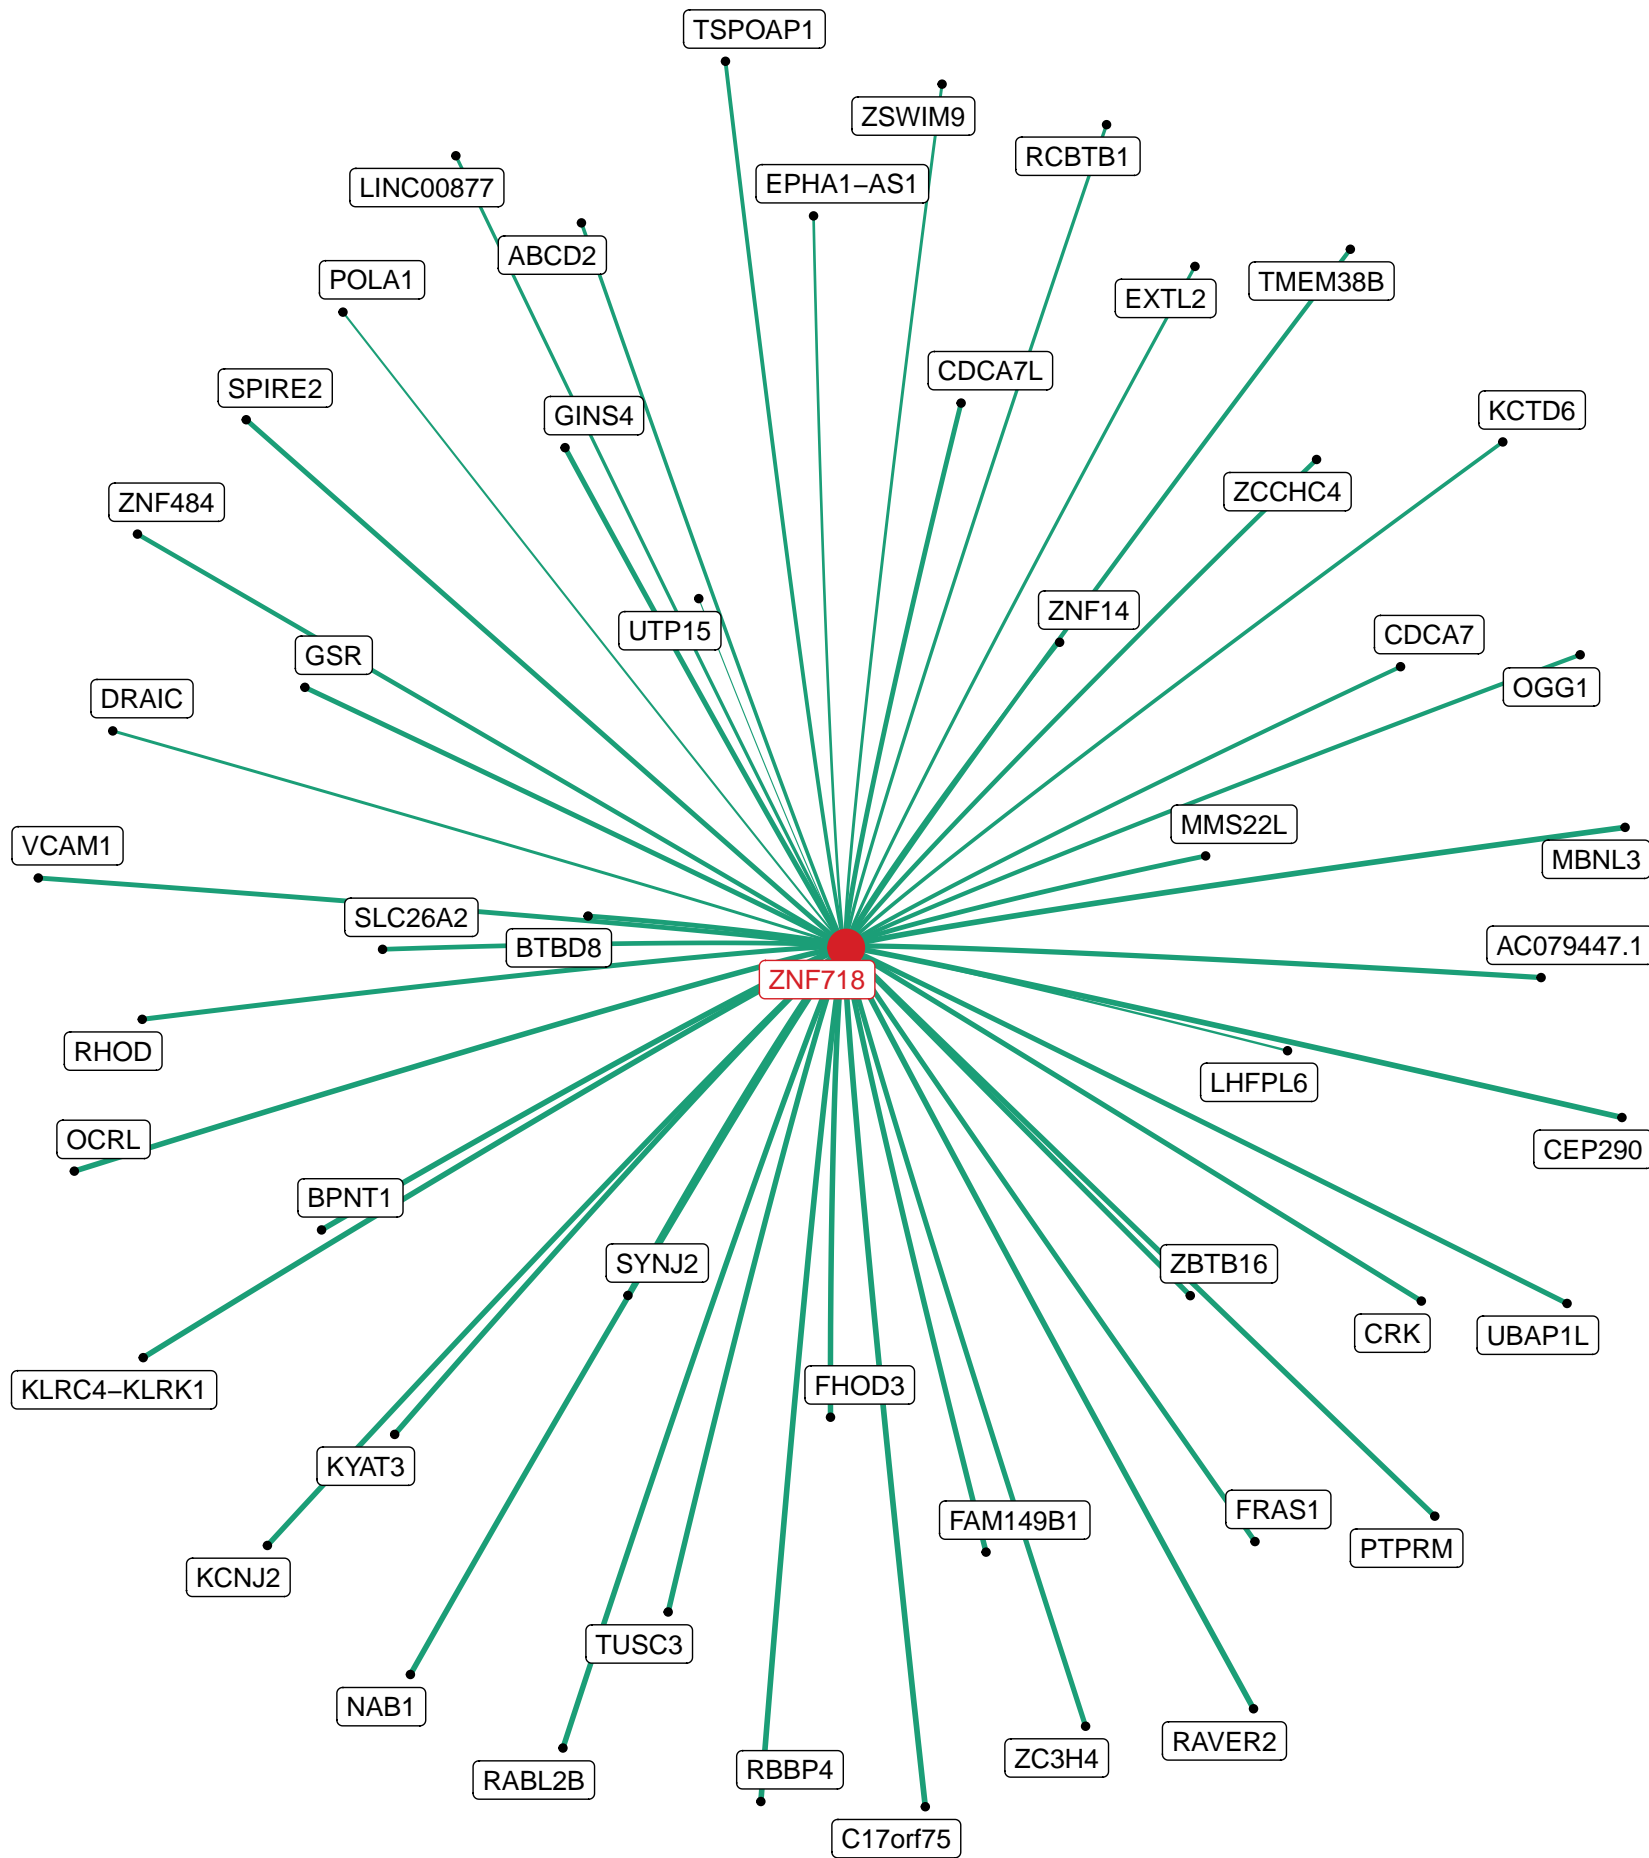 TSPOAP1
ZSWIM9
RCBTB1
EPHA1−AS1
LINC00877
ABCD2
POLA1
TMEM38B
EXTL2
CDCA7L
SPIRE2
GINS4
KCTD6
ZCCHC4
ZNF484
ZNF14
UTP15
CDCA7
GSR
OGG1
DRAIC
MMS22L
VCAM1
MBNL3
SLC26A2
BTBD8
AC079447.1
ZNF718
RHOD
LHFPL6
OCRL
CEP290
BPNT1
SYNJ2
ZBTB16
CRK
UBAP1L
KLRC4−KLRK1
FHOD3
KYAT3
FRAS1
FAM149B1
PTPRM
KCNJ2
TUSC3
NAB1
RAVER2
ZC3H4
RBBP4
RABL2B
C17orf75